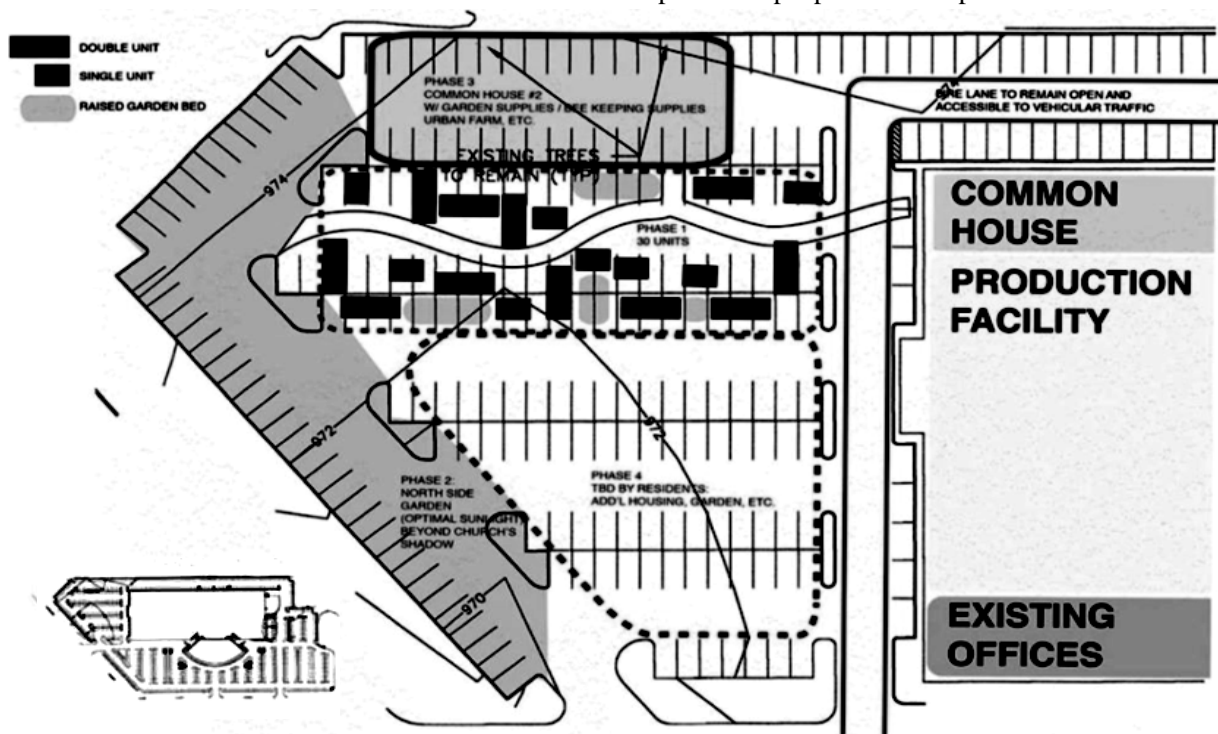 DOUBLE UNIT
SINGLE UNIT
RAISED GARDEN BED
PHASE 3
COMMON HOUSE #2
W/ GARDEN SUPPLIES / BEE KEEPING SUPPLIES
URBAN FARM, ETC.
EXISTING TREES
TO REMAIN (TYP)
974
FIRE LANE TO REMAIN OPEN AND
ACCESSIBLE TO VEHICULAR TRAFFIC
PHASE 1
30 UNITS
COMMON
HOUSE
PRODUCTION
FACILITY
972
972
PHASE 2:
NORTH SIDE
GARDEN
(OPTIMAL SUNLIGHT)
BEYOND CHURCH'S
SHADOW
PHASE 4
TBD BY RESIDENTS:
ADD'L HOUSING, GARDEN, ETC.
970
EXISTING
OFFICES